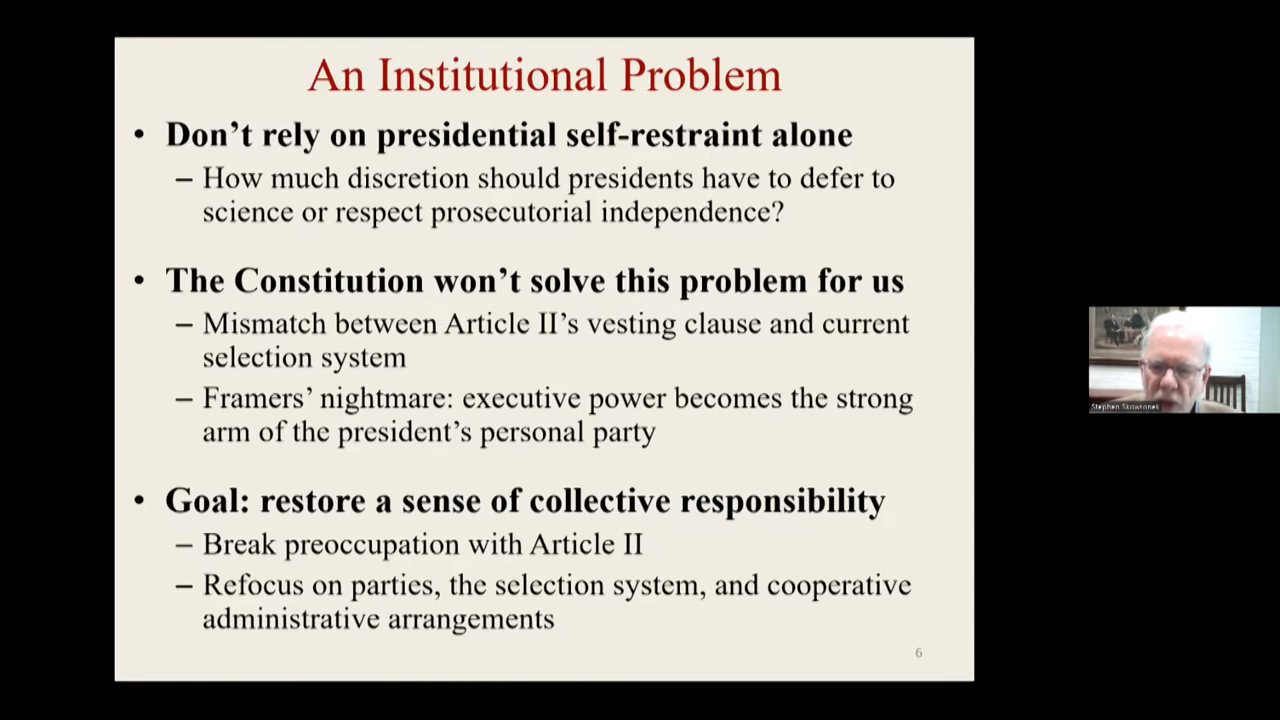 An Institutional Problem
• Don't rely on presidential self-restraint alone
– How much discretion should presidents have to defer to
science or respect prosecutorial independence?
• The Constitution won't solve this problem for us
– Mismatch between Article II's vesting clause and current
selection system
– Framers' nightmare: executive power becomes the strong
arm of the president's personal party
• Goal: restore a sense of collective responsibility
– Break preoccupation with Article II
– Refocus on parties, the selection system, and cooperative
administrative arrangements
6
Stephen Skowronek